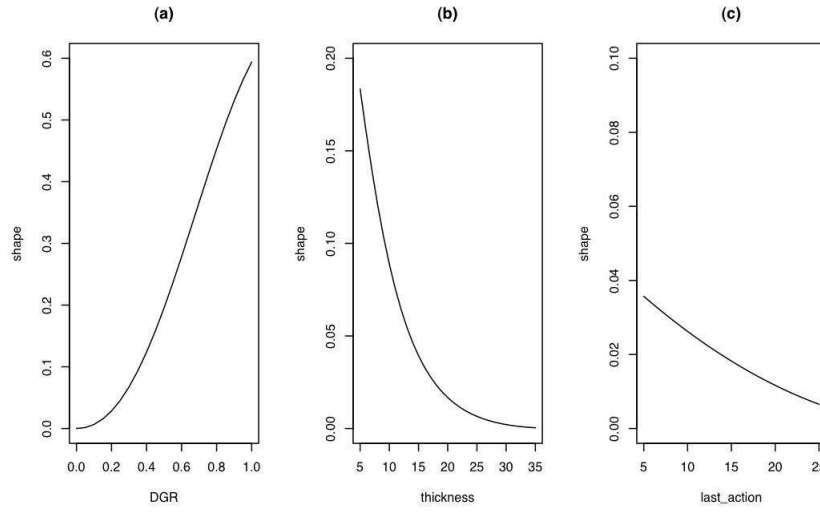 (a)
shape
0.0 0.1 0.2 0.3 0.4 0.5 0.6
0.0 0.2 0.4 0.6 0.8 1.0
DGR
(b)
shape
0.00 0.05 0.10 0.15 0.20
5 10 15 20 25 30 35
thickness
(c)
shape
0.00 0.02 0.04 0.06 0.08 0.10
5 10 15 20 25
last_action